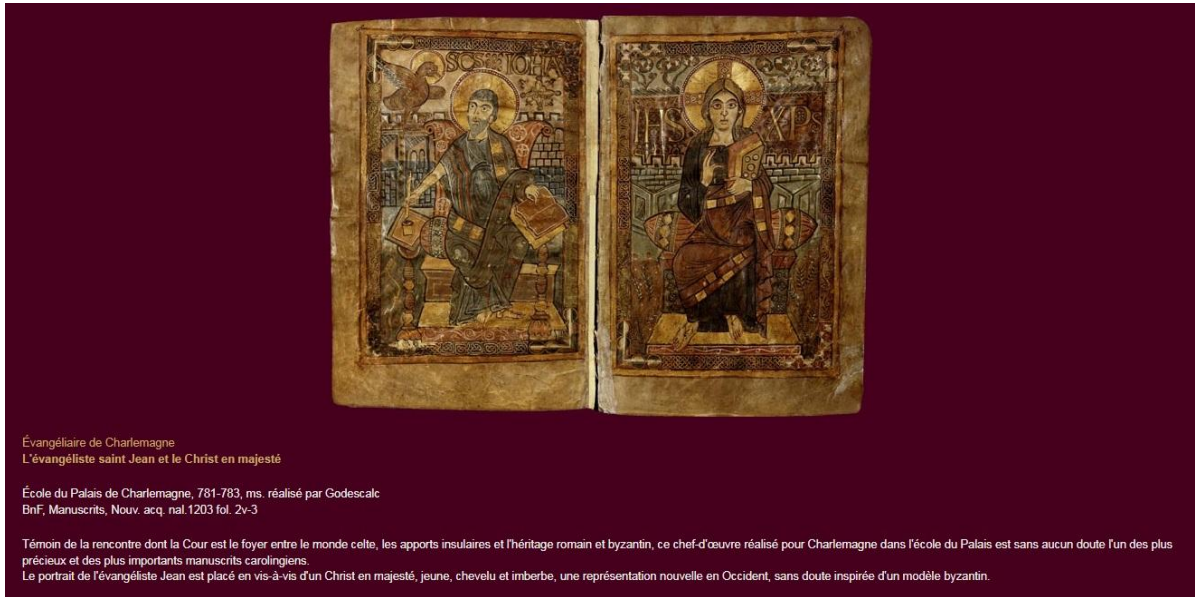 SCS IOHA
IHS XPS
Évangéliaire de Charlemagne
L'évangéliste saint Jean et le Christ en majesté
École du Palais de Charlemagne, 781-783, ms. réalisé par Godescalc
BnF, Manuscrits, Nouv. acq. nal.1203 fol. 2v-3
Témoin de la rencontre dont la Cour est le foyer entre le monde celte, les apports insulaires et l'héritage romain et byzantin, ce chef-d'œuvre réalisé pour Charlemagne dans l'école du Palais est sans aucun doute l'un des plus
précieux et des plus importants manuscrits carolingiens.
Le portrait de l'évangéliste Jean est placé en vis-à-vis d'un Christ en majesté, jeune, chevelu et imberbe, une représentation nouvelle en Occident, sans doute inspirée d'un modèle byzantin.